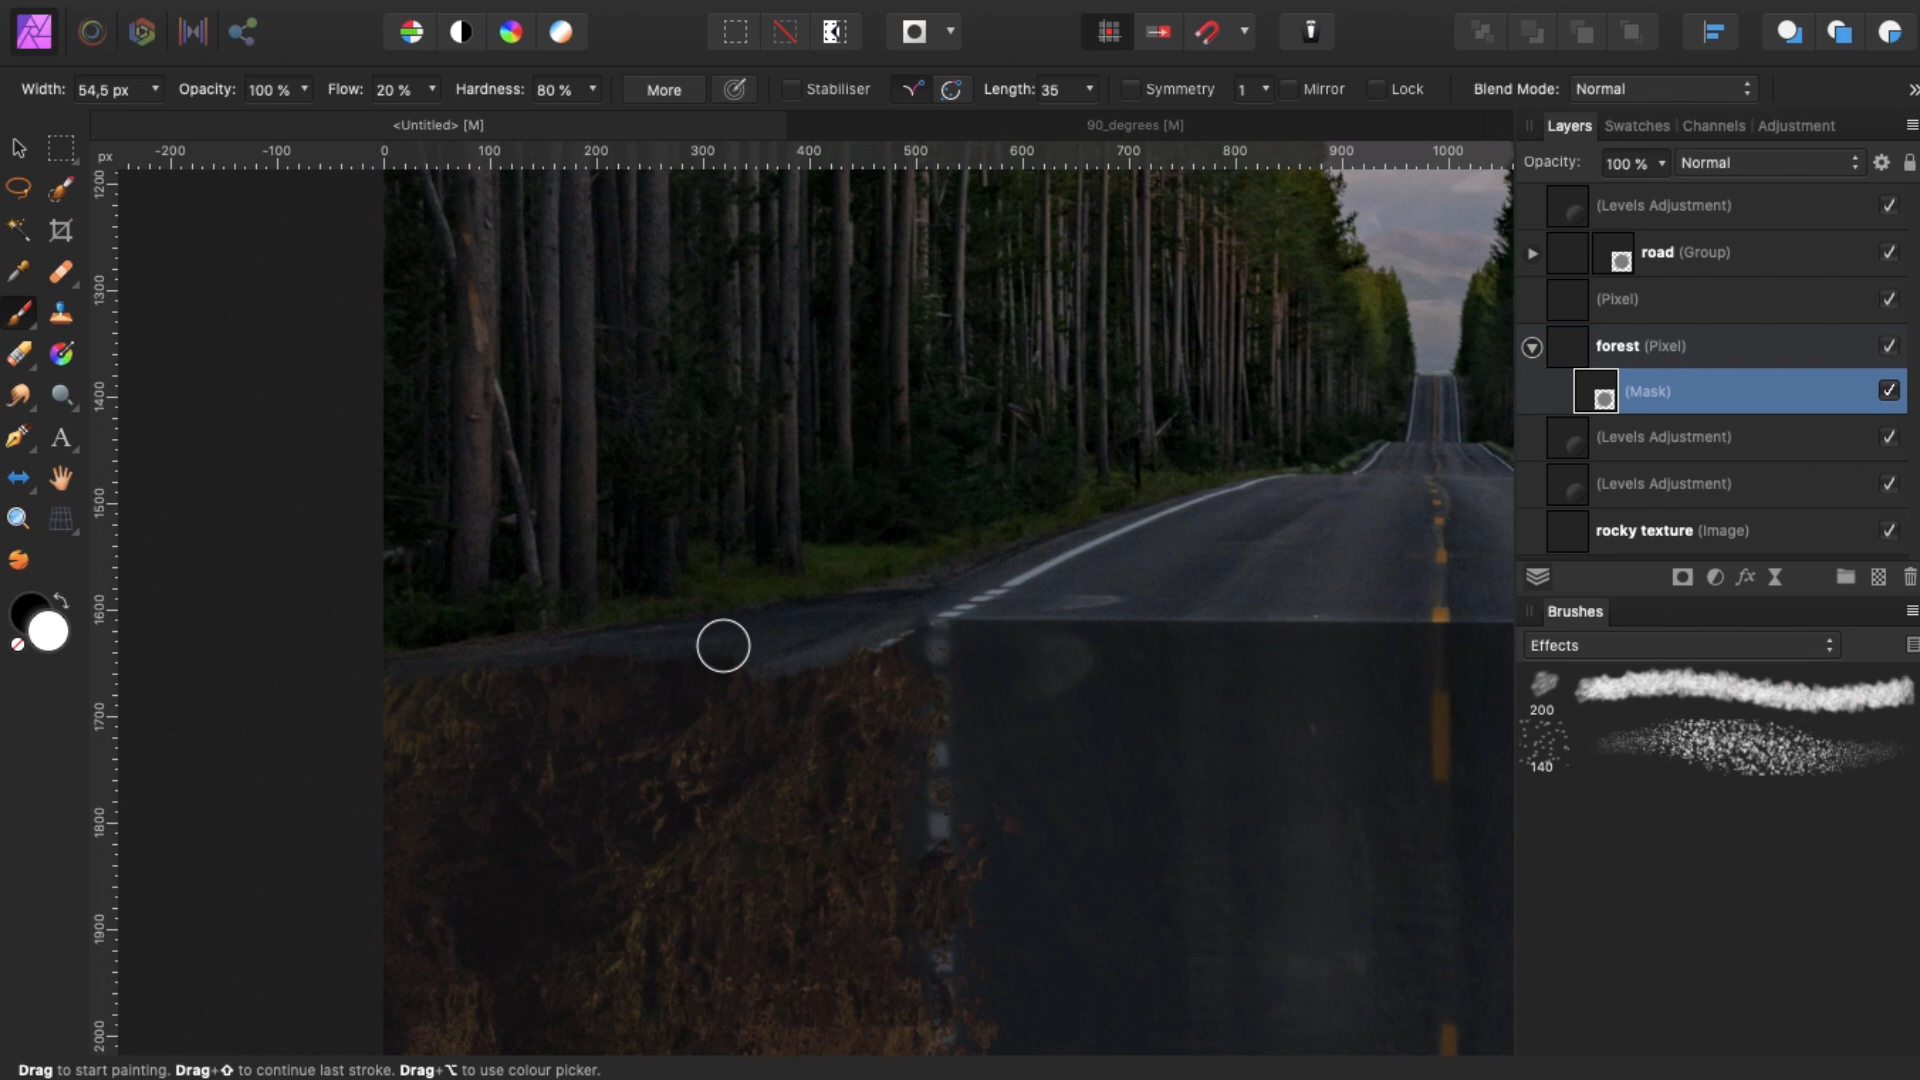 Width: 54,5 px Opacity: 100 % Flow: 20 % Hardness: 80 % More Stabiliser Length: 35 Symmetry 1 Mirror Lock Blend Mode: Normal
<Untitled> [M] 90_degrees [M]
Layers Swatches Channels Adjustment
px -200 -100 0 100 200 300 400 500 600 700 800 900 1000
Opacity: 100 % Normal
1200
1300
1400
1500
1600
1700
1800
1900
2000
A
(Levels Adjustment)
road (Group)
(Pixel)
forest (Pixel)
(Mask)
(Levels Adjustment)
(Levels Adjustment)
rocky texture (Image)
fx
Brushes
Effects
200
140
Drag to start painting. Drag+⇧ to continue last stroke. Drag+⌥ to use colour picker.